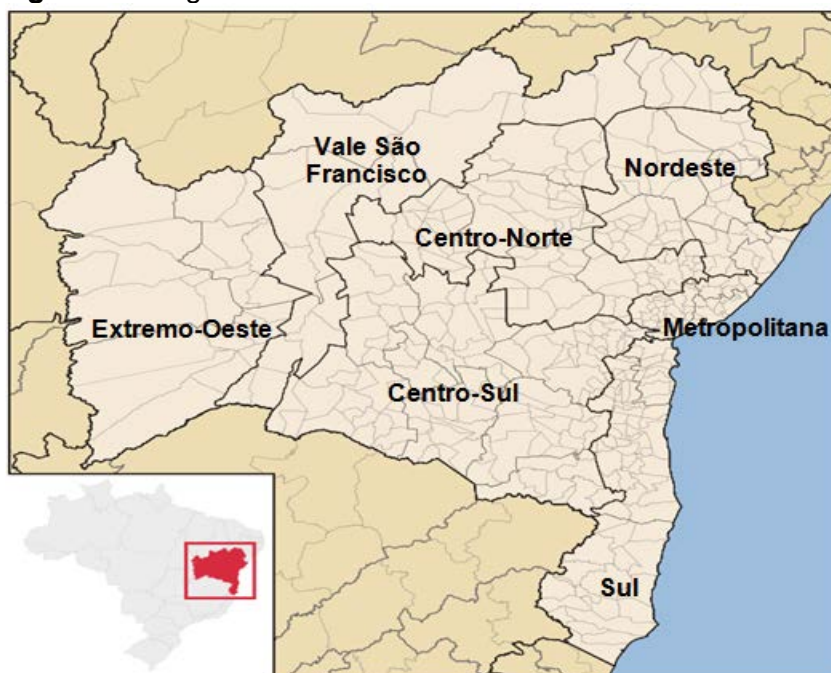 Vale São
Francisco
Nordeste
Centro-Norte
Extremo-Oeste
Metropolitana
Centro-Sul
Sul